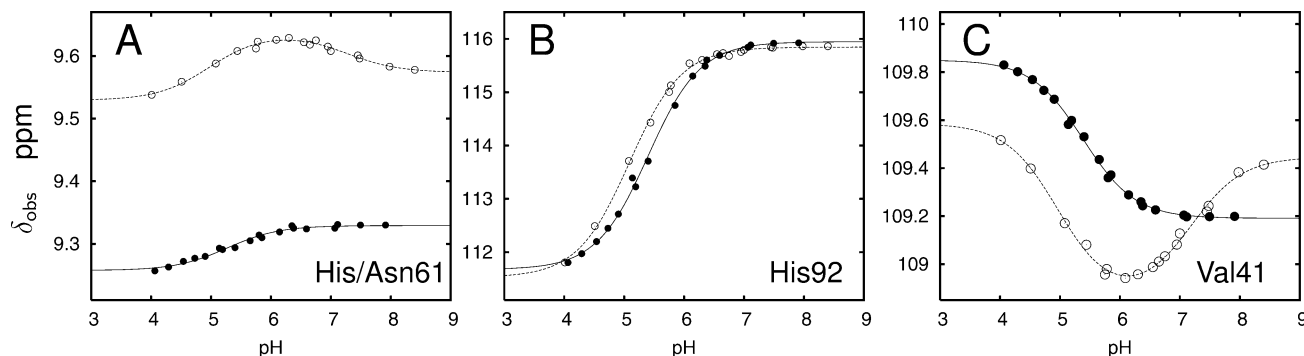 δobs ppm
A
9.6
9.5
9.4
9.3
His/Asn61
3 4 5 6 7 8 9
pH
B
116
115
114
113
112
His92
3 4 5 6 7 8 9
pH
C
110
109.8
109.6
109.4
109.2
109
Val41
3 4 5 6 7 8 9
pH